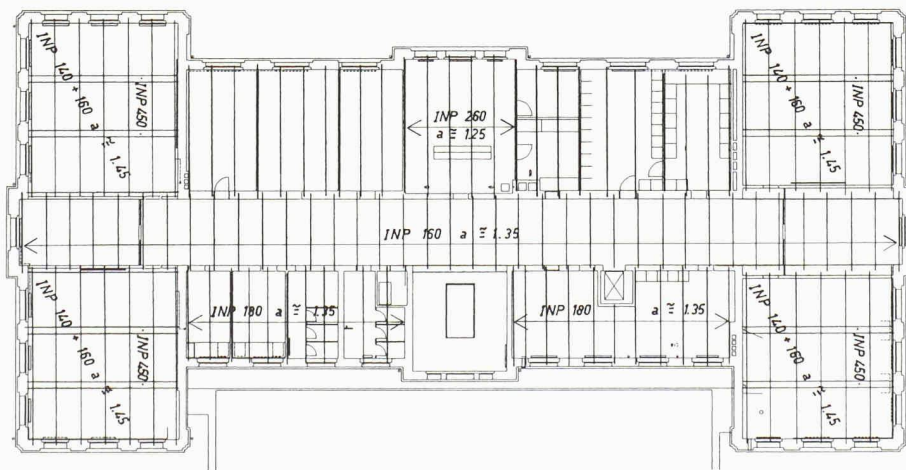 INP 140 + 160 a ≅ 1.45
INP 450
INP 260
a ≅ 1.25
INP 140 + 160 a ≅ 1.45
INP 450
INP 160 a ≅ 1.35
INP 140 + 160 a ≅ 1.45
INP 450
INP 180 a ≅ 1.35
INP 180 a ≅ 1.35
INP 140 + 160 a ≅ 1.45
INP 450